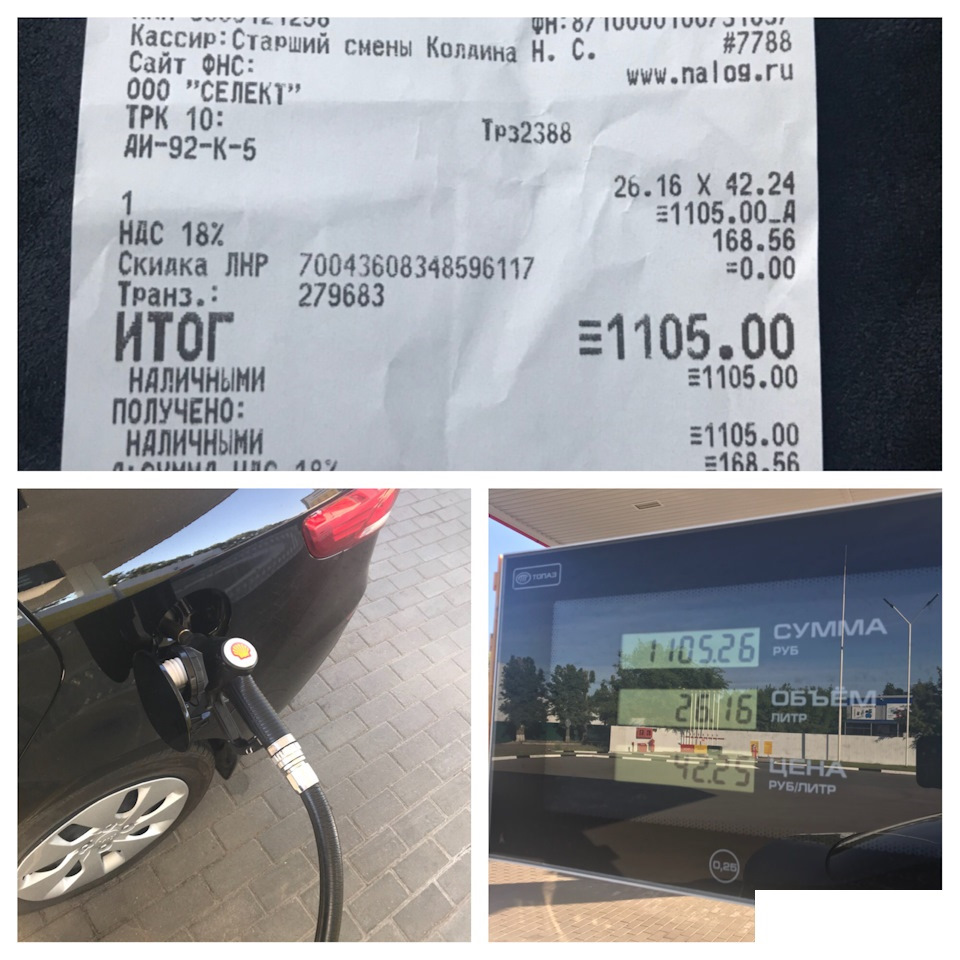 Кассир:Старший смены Колдина Н. С.
#7788
Сайт ФНС:
www.nalog.ru
ООО "СЕЛЕКТ"
ТРК 10:
Трз2388
АИ-92-К-5
26.16 X 42.24
1
≡1105.00_А
НДС 18%
168.56
Скидка ЛНР 70043608348596117
=0.00
Транз.: 279683
ИТОГ
≡1105.00
НАЛИЧНЫМИ
≡1105.00
ПОЛУЧЕНО:
НАЛИЧНЫМИ
≡1105.00
≡168.56
ТОПАЗ
1105.26 СУММА
РУБ
26.16 ОБЪЁМ
ЛИТР
42.25 ЦЕНА
РУБ/ЛИТР
0,25